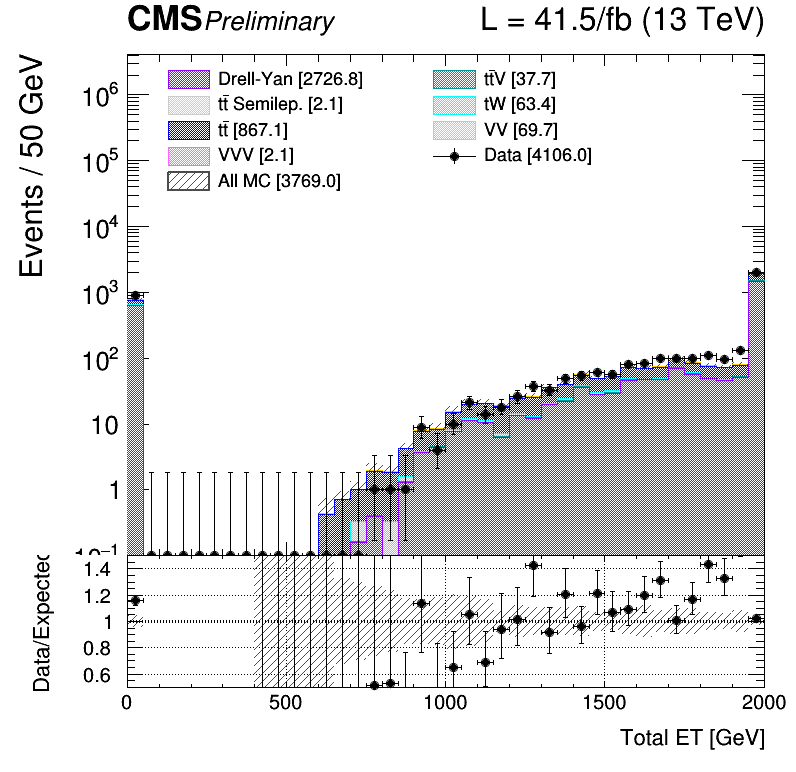 CMS Preliminary L = 41.5/fb (13 TeV)
Events / 50 GeV
Drell-Yan [2726.8]
tt̄ Semilep. [2.1]
tt̄ [867.1]
VVV [2.1]
All MC [3769.0]
tt̄V [37.7]
tW [63.4]
VV [69.7]
Data [4106.0]
10⁶
10⁵
10⁴
10³
10²
10
1
10⁻¹
Data/Expected
1.4
1.2
1
0.8
0.6
0 500 1000 1500 2000
Total ET [GeV]